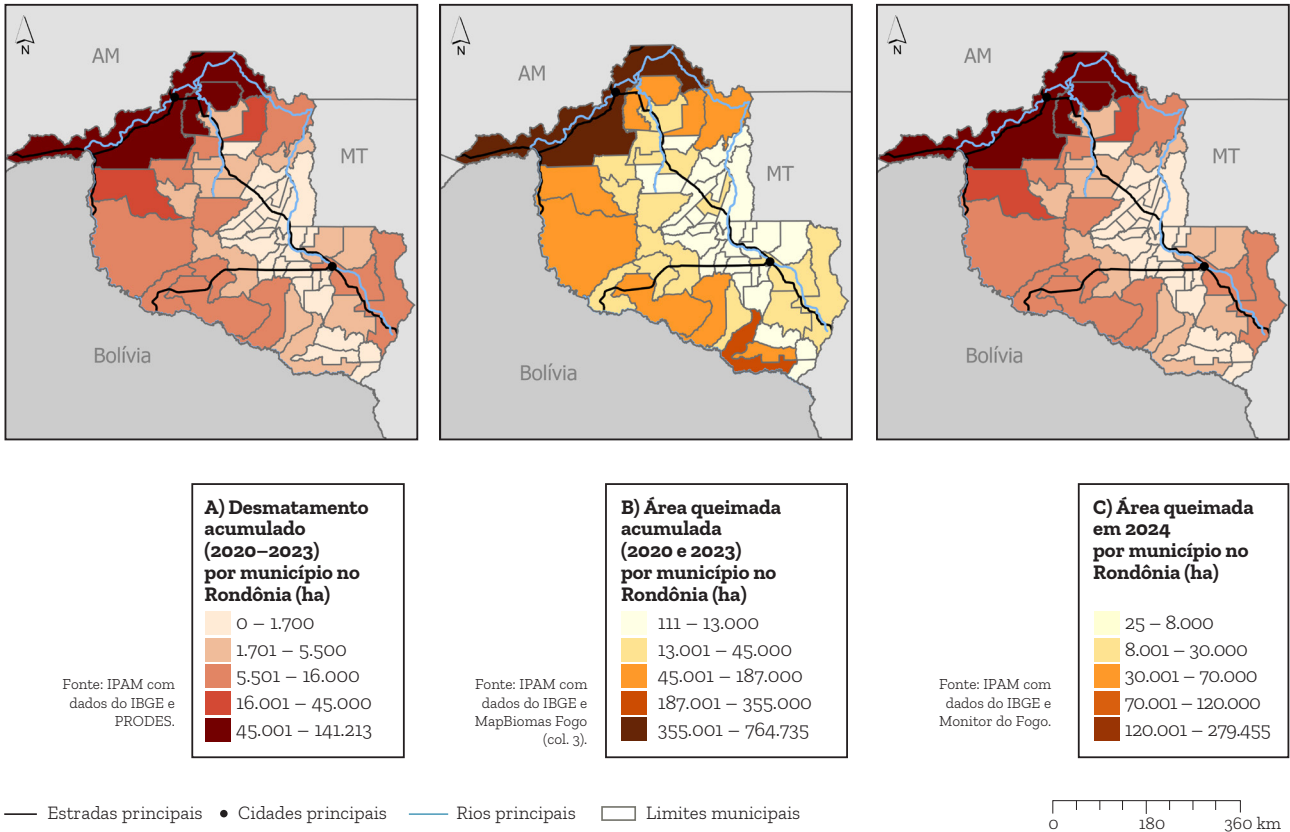 N
AM
MT
Bolívia
N
AM
MT
Bolívia
N
AM
MT
Bolívia
A) Desmatamento
acumulado
(2020–2023)
por município no
Rondônia (ha)
0 – 1.700
1.701 – 5.500
5.501 – 16.000
16.001 – 45.000
45.001 – 141.213
Fonte: IPAM com
dados do IBGE e
PRODES.
B) Área queimada
acumulada
(2020 e 2023)
por município no
Rondônia (ha)
111 – 13.000
13.001 – 45.000
45.001 – 187.000
187.001 – 355.000
355.001 – 764.735
Fonte: IPAM com
dados do IBGE e
MapBiomas Fogo
(col. 3).
C) Área queimada
em 2024
por município no
Rondônia (ha)
25 – 8.000
8.001 – 30.000
30.001 – 70.000
70.001 – 120.000
120.001 – 279.455
Fonte: IPAM com
dados do IBGE e
Monitor do Fogo.
Estradas principais
Cidades principais
Rios principais
Limites municipais
0 180 360 km